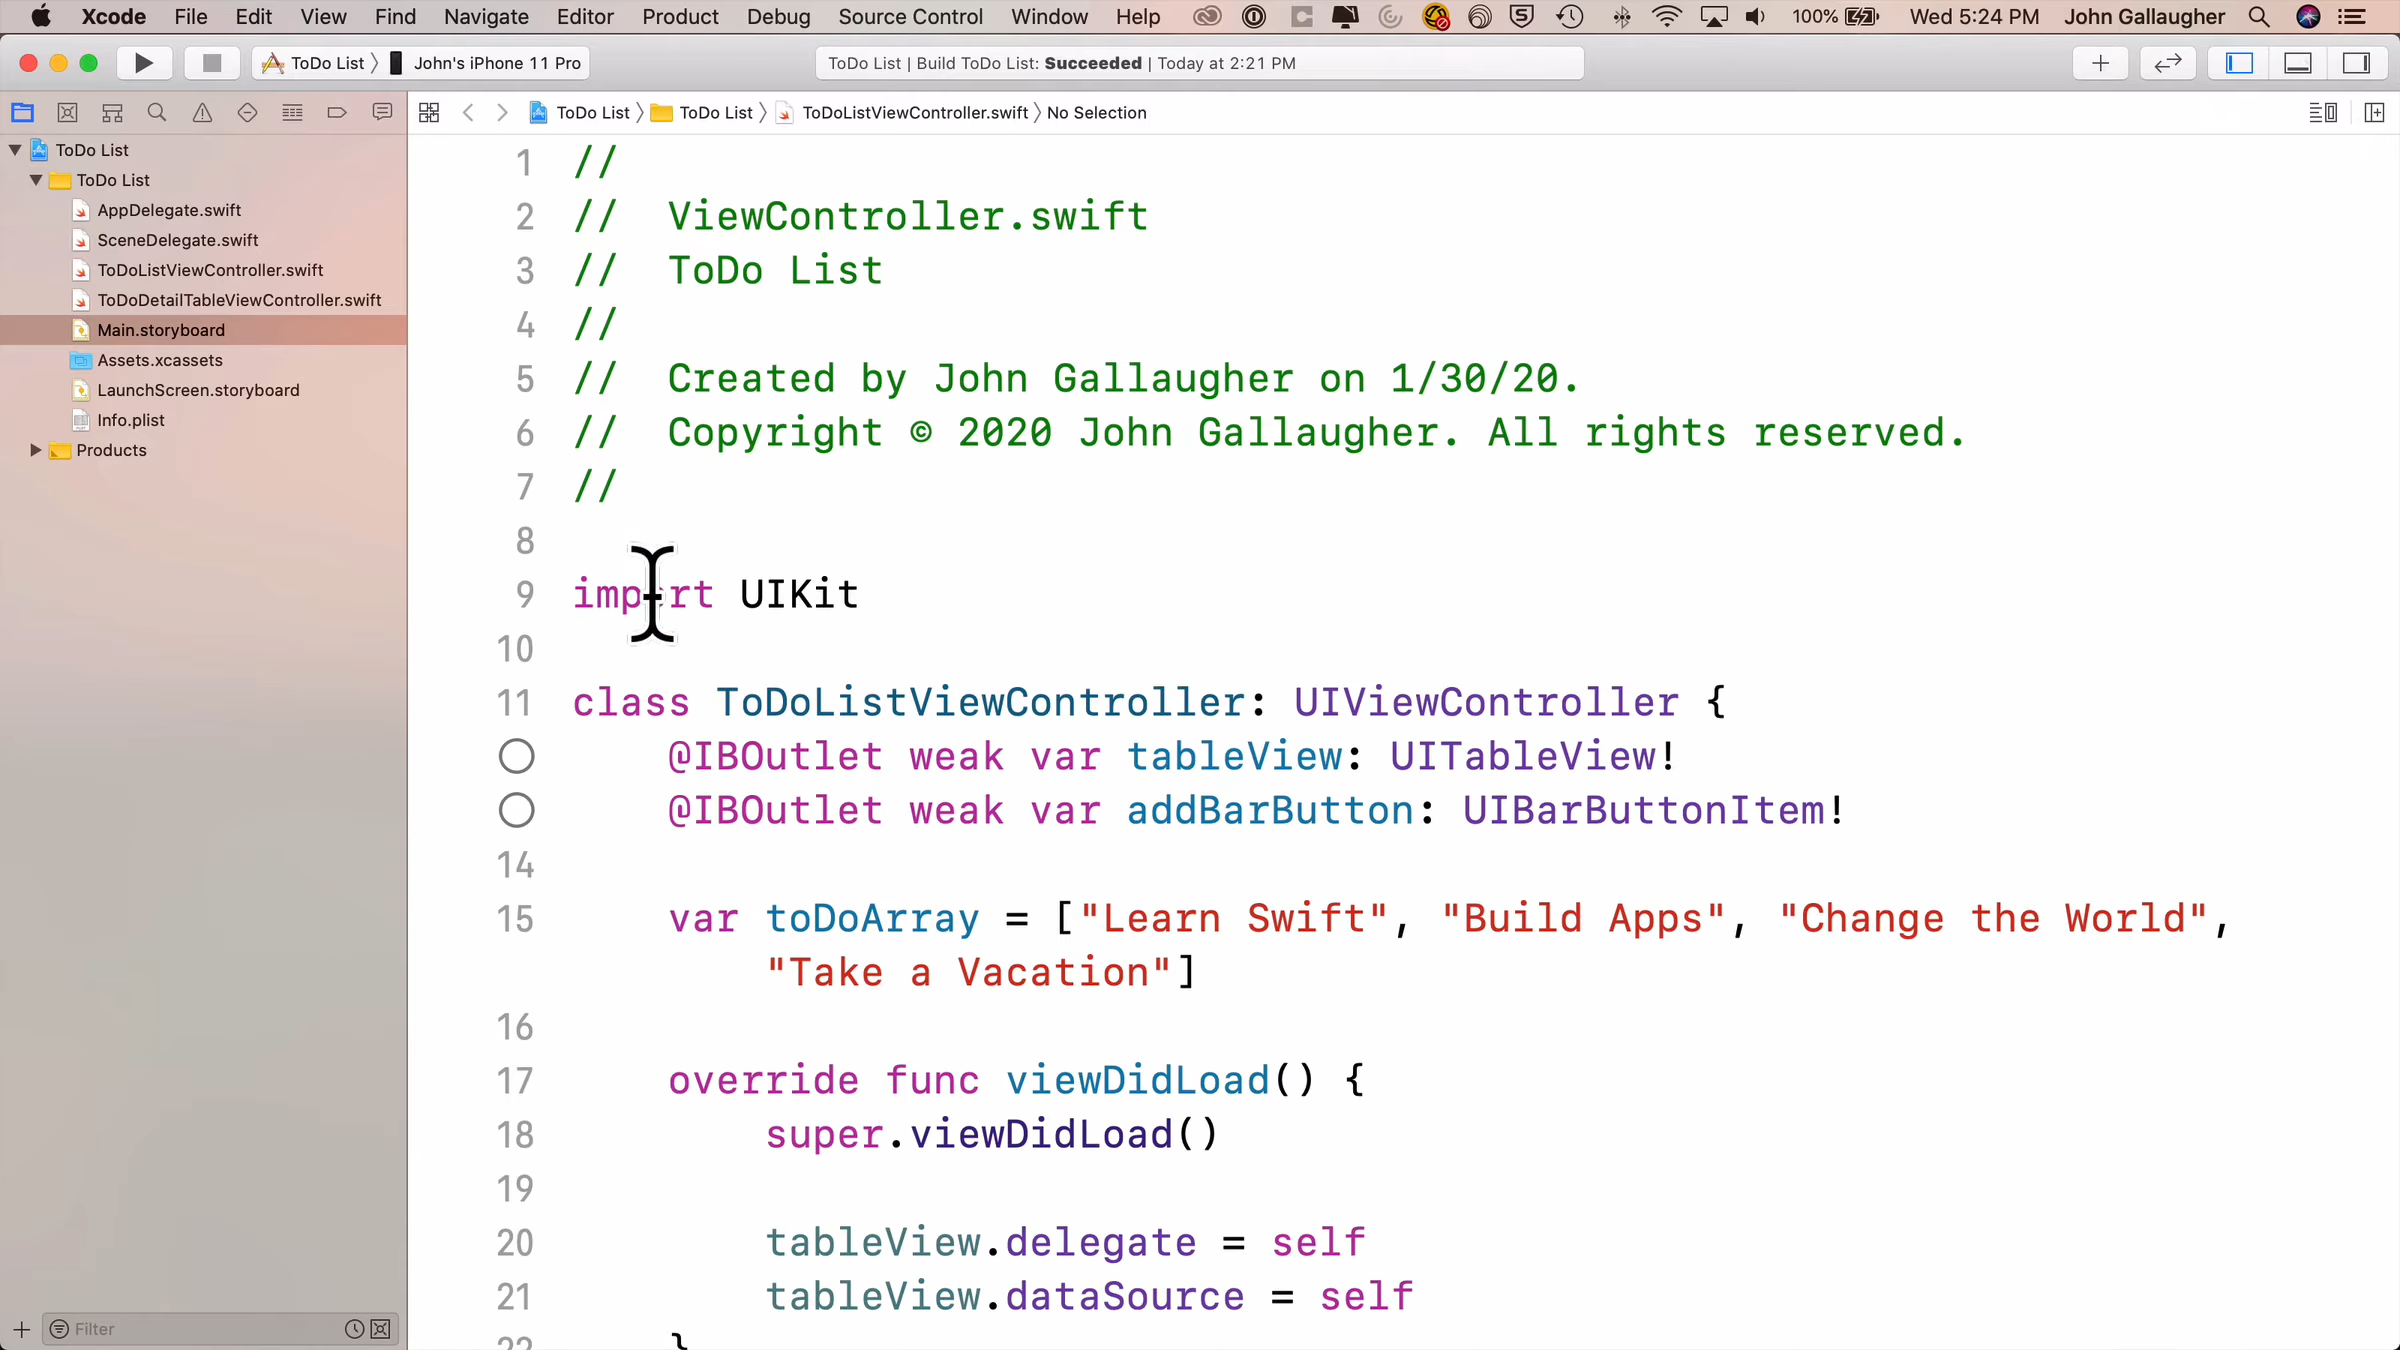 Xcode File Edit View Find Navigate Editor Product Debug Source Control Window Help 100% Wed 5:24 PM John Gallaugher
ToDo List John's iPhone 11 Pro ToDo List | Build ToDo List: Succeeded | Today at 2:21 PM
ToDo List ToDo List ToDoListViewController.swift No Selection
ToDo List
ToDo List
AppDelegate.swift
SceneDelegate.swift
ToDoListViewController.swift
ToDoDetailTableViewController.swift
Main.storyboard
Assets.xcassets
LaunchScreen.storyboard
Info.plist
Products
Filter
1 //
2 // ViewController.swift
3 // ToDo List
4 //
5 // Created by John Gallaugher on 1/30/20.
6 // Copyright © 2020 John Gallaugher. All rights reserved.
7 //
8
9 import UIKit
10
11 class ToDoListViewController: UIViewController {
@IBOutlet weak var tableView: UITableView!
@IBOutlet weak var addBarButton: UIBarButtonItem!
14
15 var toDoArray = ["Learn Swift", "Build Apps", "Change the World",
"Take a Vacation"]
16
17 override func viewDidLoad() {
18 super.viewDidLoad()
19
20 tableView.delegate = self
21 tableView.dataSource = self
22 }